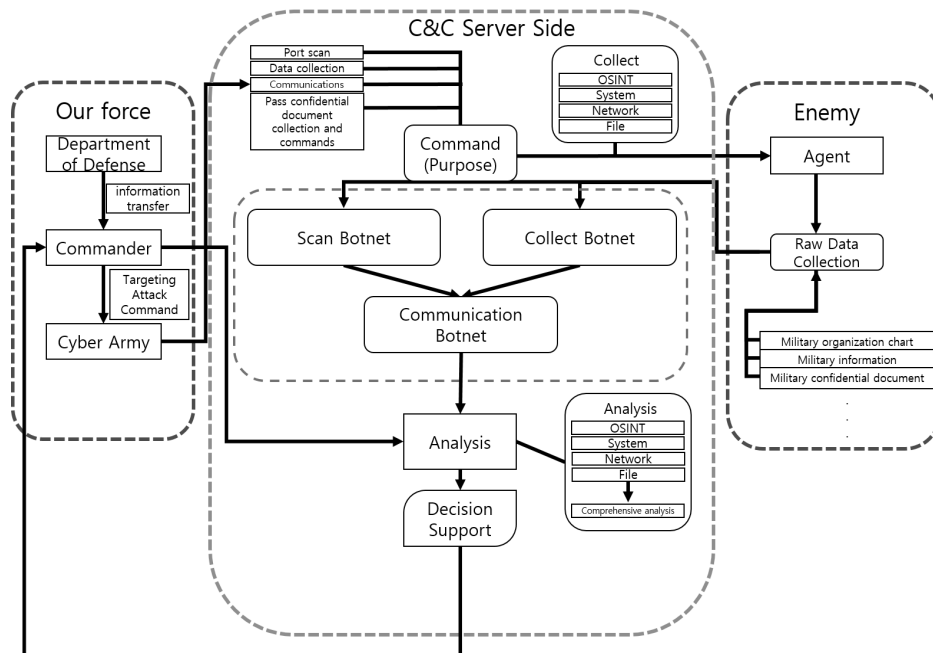 C&C Server Side
Port scan
Data collection
Communications
Pass confidential
document
collection and
commands
Collect
OSINT
System
Network
File
Our force
Department
of Defense
information
transfer
Commander
Targeting
Attack
Command
Cyber Army
Command
(Purpose)
Scan Botnet
Collect Botnet
Communication
Botnet
Analysis
Decision
Support
Analysis
OSINT
System
Network
File
Comprehensive analysis
Enemy
Agent
Raw Data
Collection
Military organization chart
Military information
Military confidential document
.
.
.